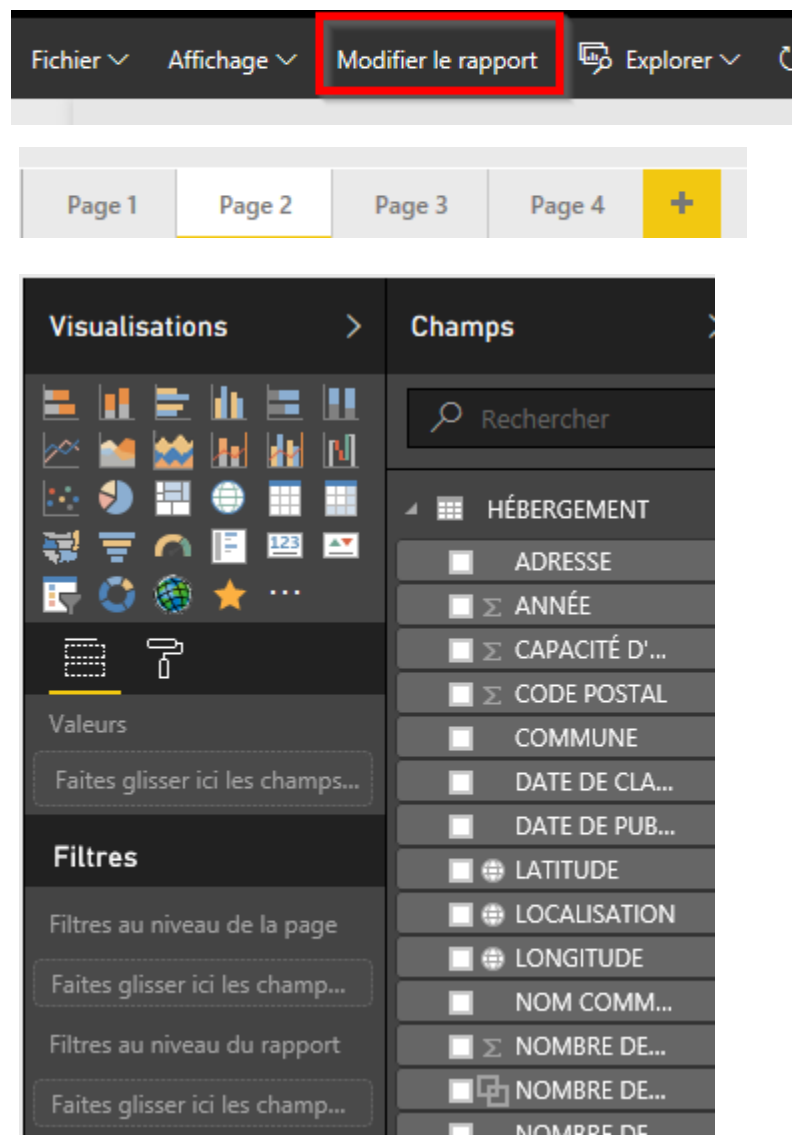 Fichier Affichage Modifier le rapport Explorer
Page 1 Page 2 Page 3 Page 4 +
Visualisations
123
Valeurs
Faites glisser ici les champs...
Filtres
Filtres au niveau de la page
Faites glisser ici les champ...
Filtres au niveau du rapport
Faites glisser ici les champ...
Champs
Rechercher
HÉBERGEMENT
ADRESSE
Σ ANNÉE
Σ CAPACITÉ D'...
Σ CODE POSTAL
COMMUNE
DATE DE CLA...
DATE DE PUB...
LATITUDE
LOCALISATION
LONGITUDE
NOM COMM...
Σ NOMBRE DE...
NOMBRE DE...
NOMBRE DE